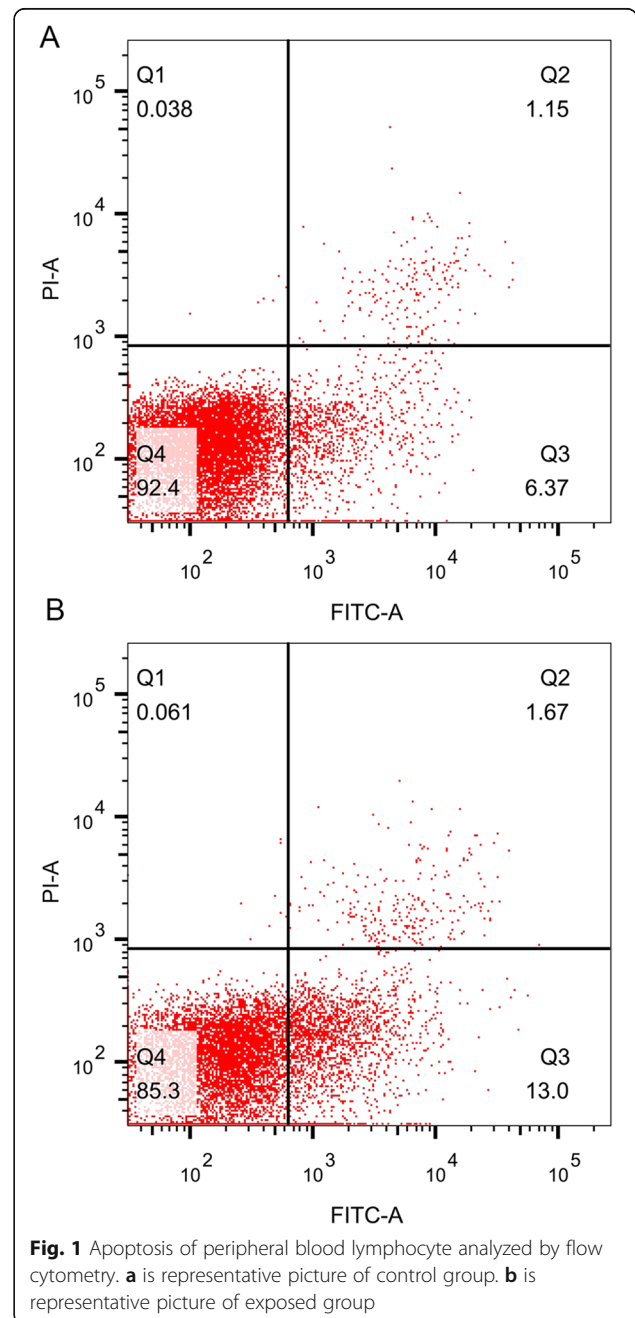 A
Q1
0.038
Q2
1.15
10^5
10^4
10^3
10^2
PI-A
Q4
92.4
Q3
6.37
10^2 10^3 10^4 10^5
FITC-A
B
Q1
0.061
Q2
1.67
10^5
10^4
10^3
10^2
PI-A
Q4
85.3
Q3
13.0
10^2 10^3 10^4 10^5
FITC-A
Fig. 1 Apoptosis of peripheral blood lymphocyte analyzed by flow
cytometry. a is representative picture of control group. b is
representative picture of exposed group